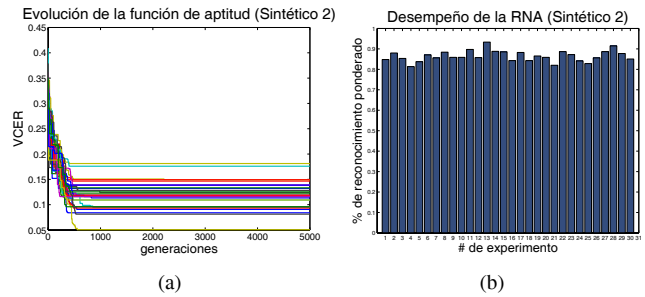 Evolución de la función de aptitud (Sintético 2)
0.45
0.4
0.35
0.3
0.25
0.2
0.15
0.1
0.05
VCER
0 1000 2000 3000 4000 5000
generaciones
(a)
Desempeño de la RNA (Sintético 2)
1
0.9
0.8
0.7
0.6
0.5
0.4
0.3
0.2
0.1
0
% de reconocimiento ponderado
1 2 3 4 5 6 7 8 9 10 11 12 13 14 15 16 17 18 19 20 21 22 23 24 25 26 27 28 29 30 31
# de experimento
(b)